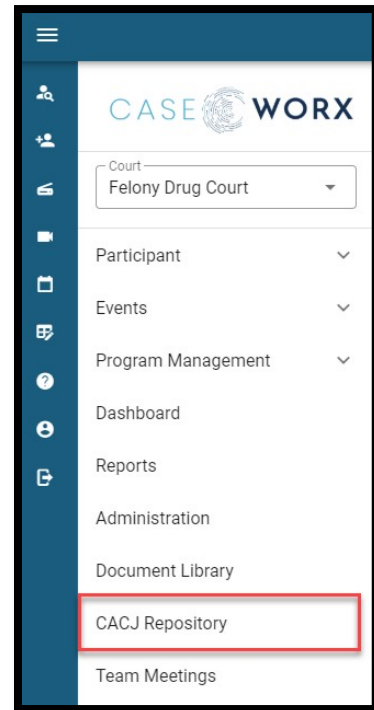 CASE WORX
Court
Felony Drug Court
Participant
Events
Program Management
Dashboard
Reports
Administration
Document Library
CACJ Repository
Team Meetings